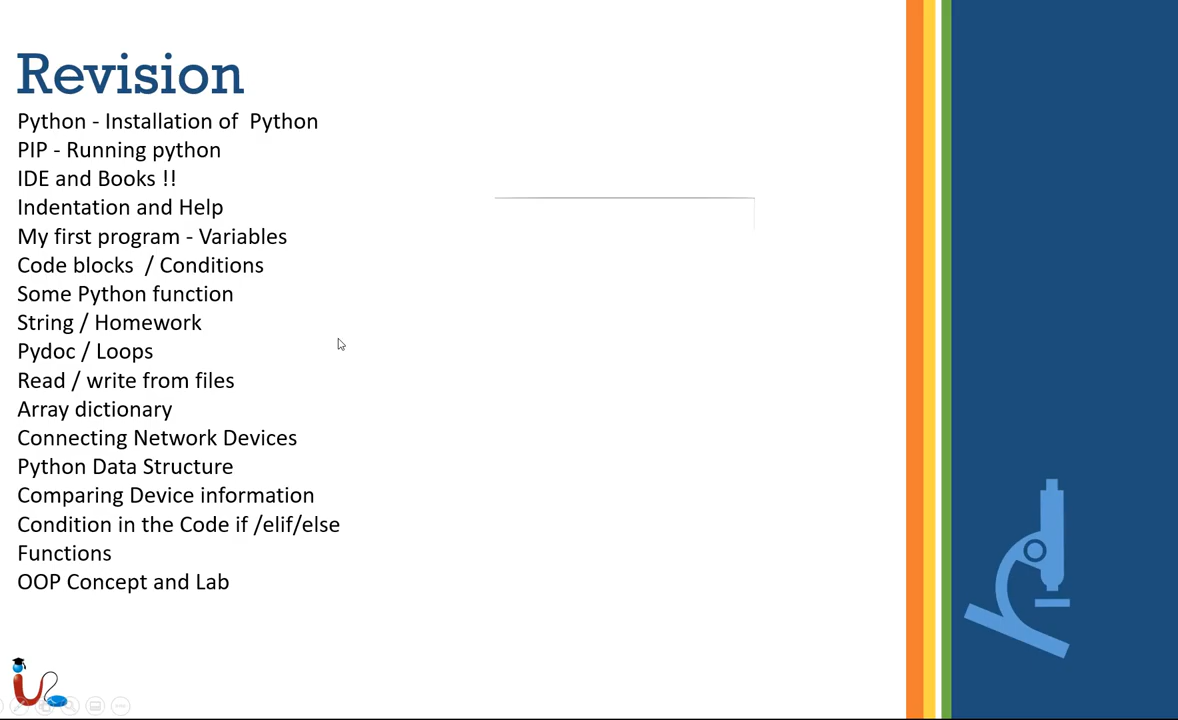 Revision
Python - Installation of  Python
PIP - Running python
IDE and Books !!
Indentation and Help
My first program - Variables
Code blocks  / Conditions
Some Python function
String / Homework
Pydoc / Loops
Read / write from files
Array dictionary
Connecting Network Devices
Python Data Structure
Comparing Device information
Condition in the Code if /elif/else
Functions
OOP Concept and Lab